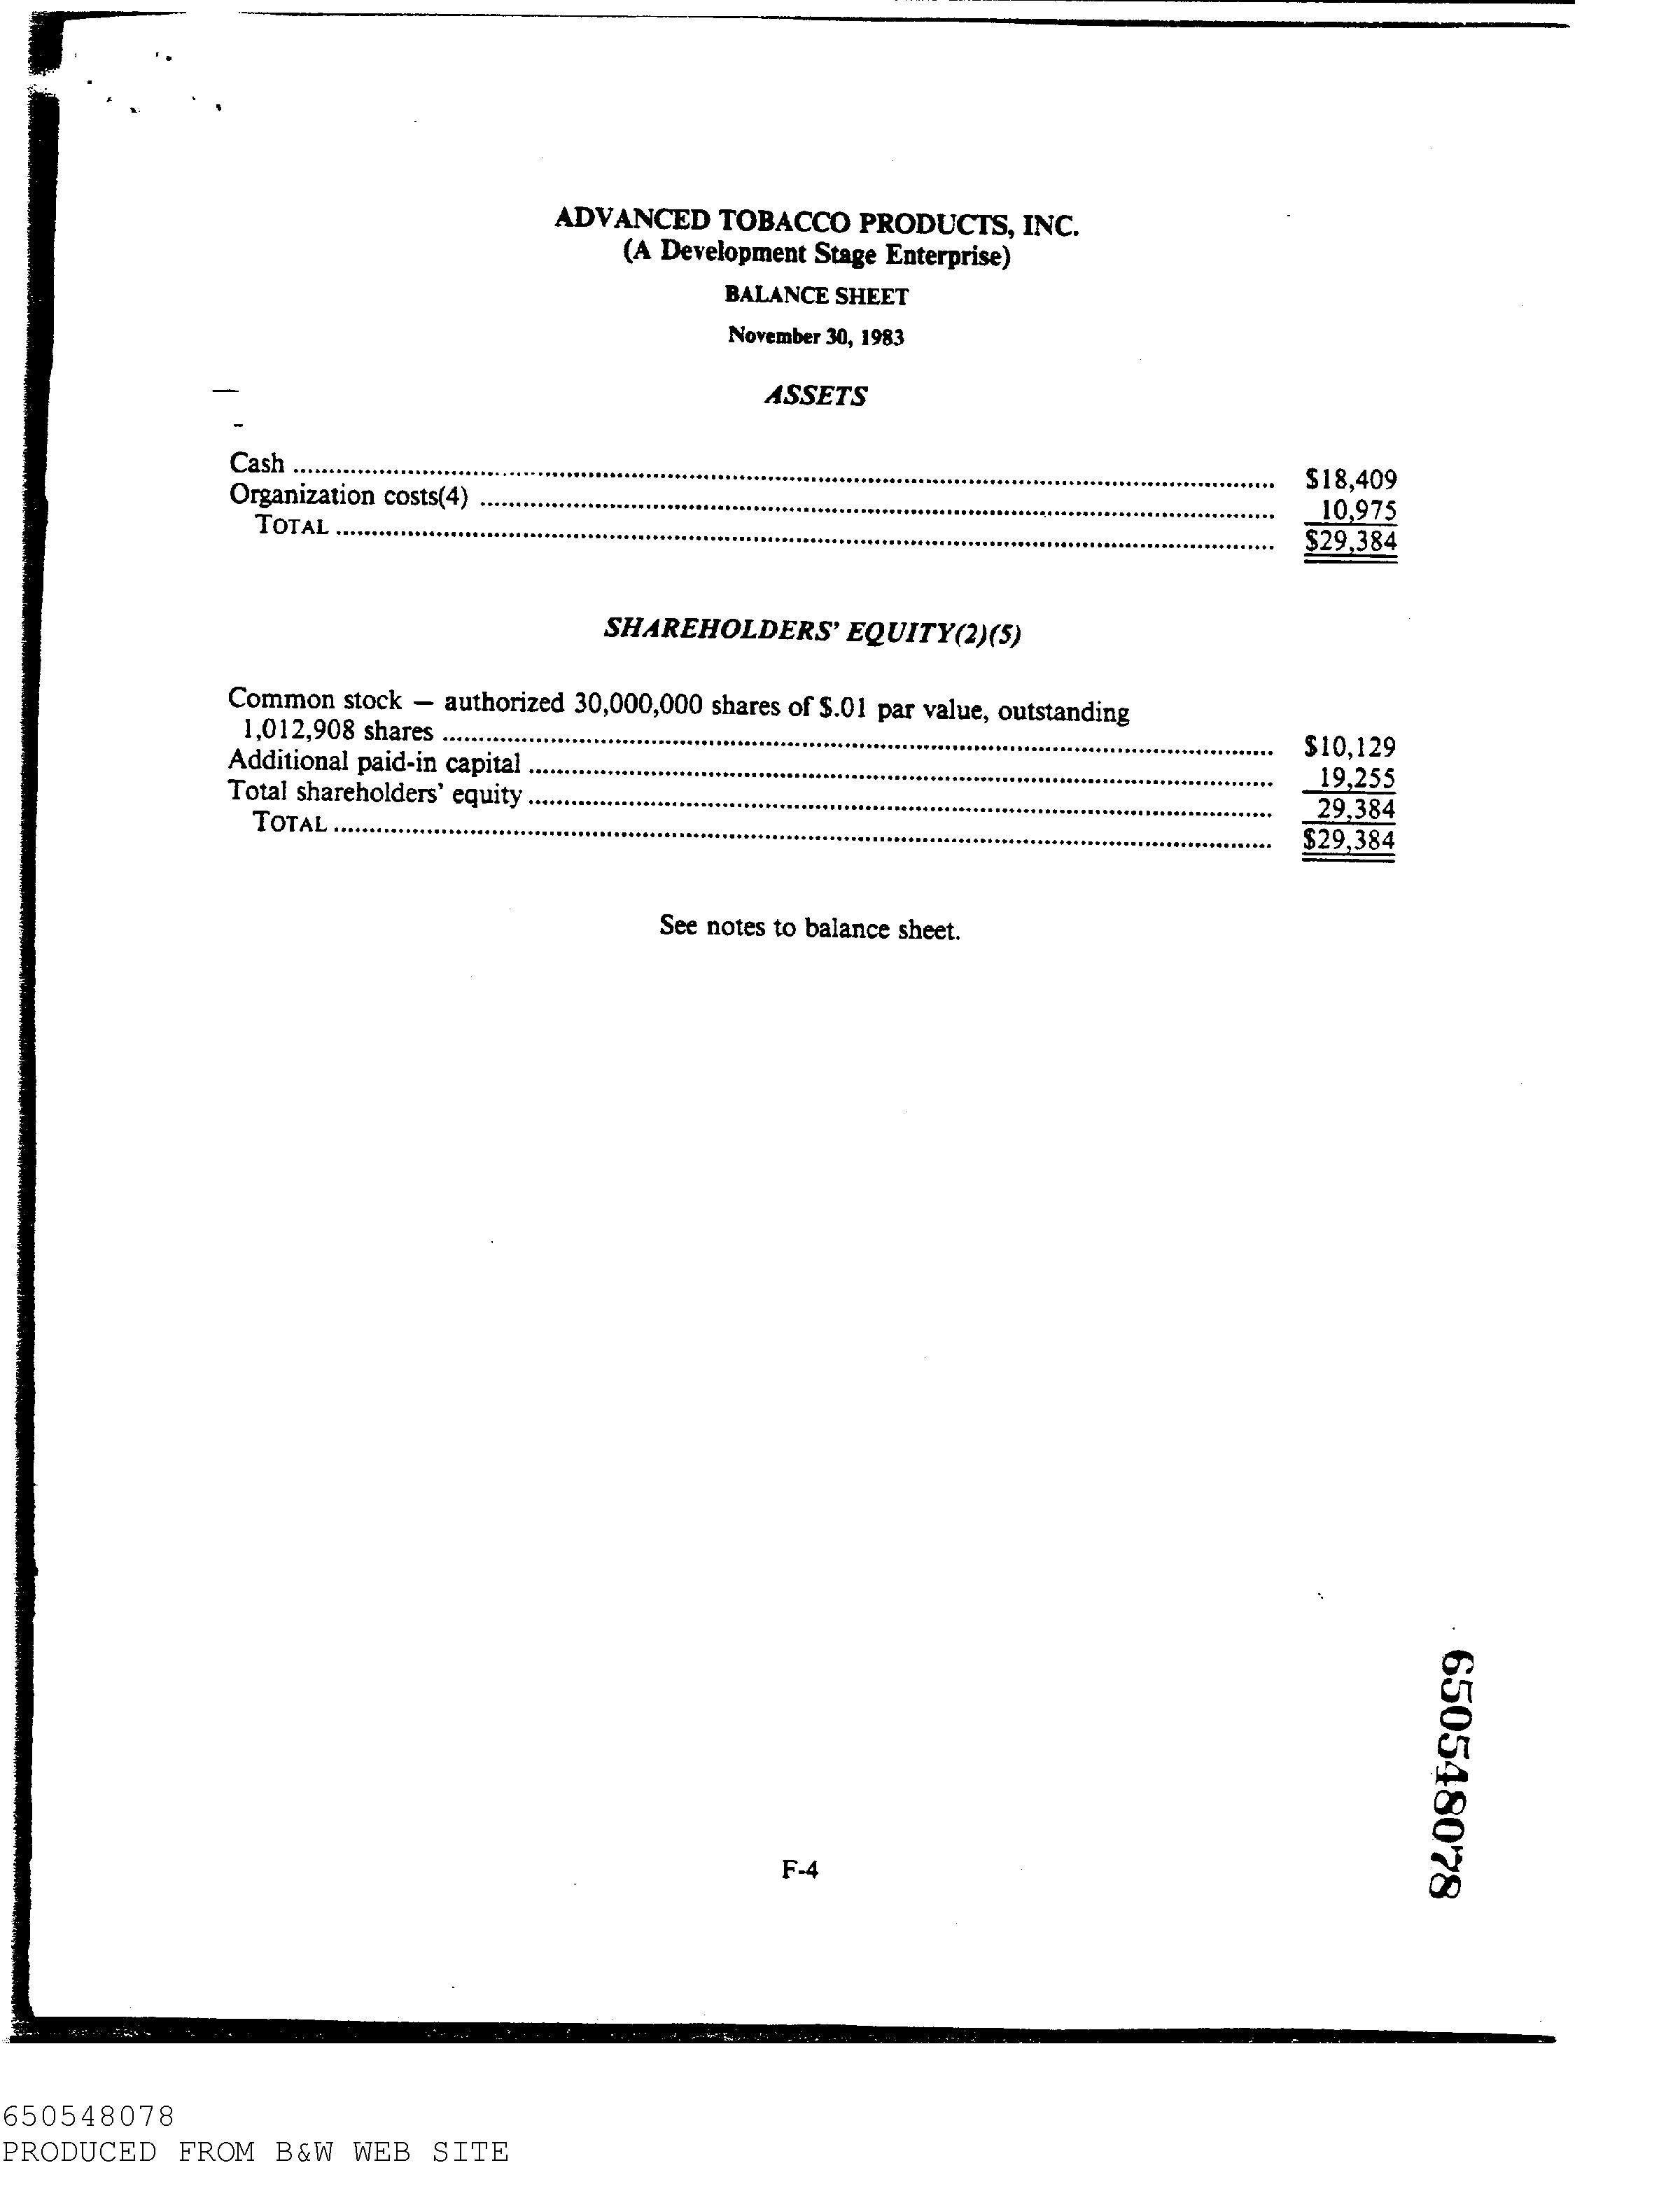 ADVANCED TOBACCO PRODUCTS, INC.
(A Development Stage Enterprise)
BALANCE SHEET
November 30, 1983
ASSETS
Cash ........ $18,409
Organization costs(4) ........ 10,975
TOTAL ........ $29,384
SHAREHOLDERS' EQUITY(2)(5)
Common stock — authorized 30,000,000 shares of $.01 par value, outstanding
1,012,908 shares ........ $10,129
Additional paid-in capital ........ 19,255
Total shareholders' equity ........ 29,384
TOTAL ........ $29,384
See notes to balance sheet.
650548078
F-4
650548078
PRODUCED FROM B&W WEB SITE